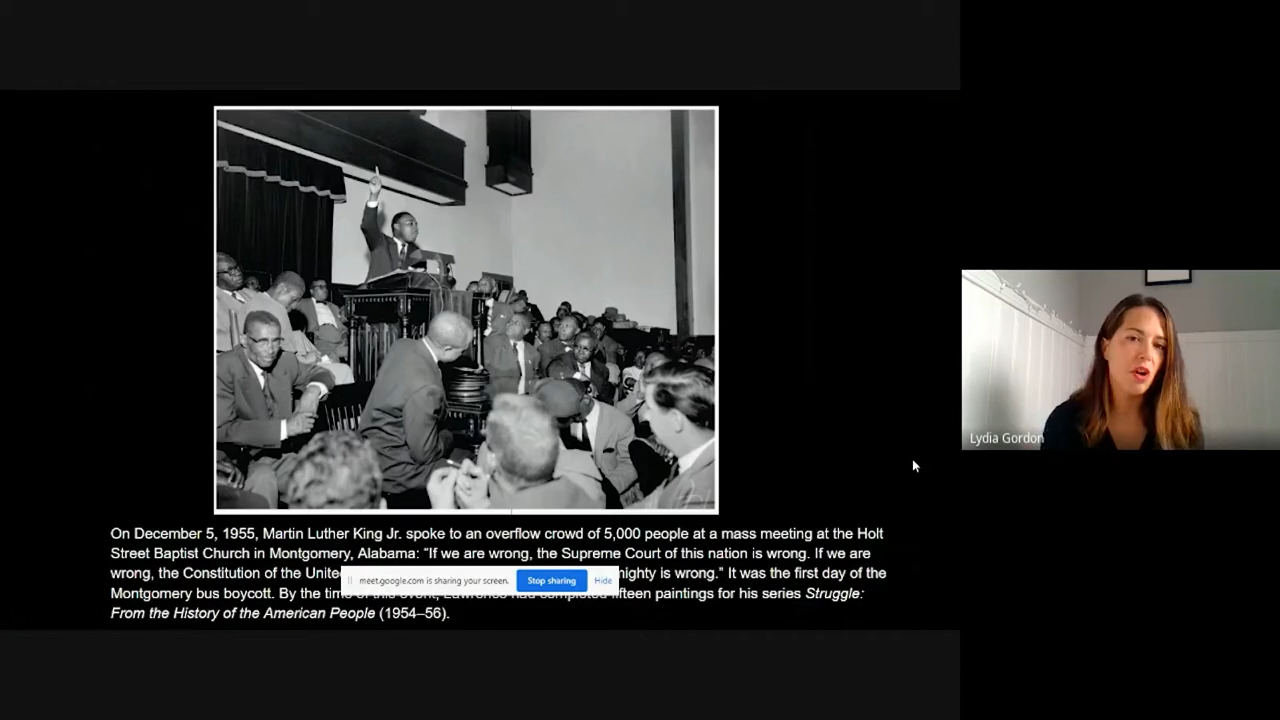 On December 5, 1955, Martin Luther King Jr. spoke to an overflow crowd of 5,000 people at a mass meeting at the Holt
Street Baptist Church in Montgomery, Alabama: “If we are wrong, the Supreme Court of this nation is wrong. If we are
wrong, the Constitution of the Unite mighty is wrong.” It was the first day of the
meet.google.com is sharing your screen. Stop sharing Hide
Montgomery bus boycott. By the time of this event, Lawrence had completed fifteen paintings for his series Struggle:
From the History of the American People (1954–56).
Lydia Gordon